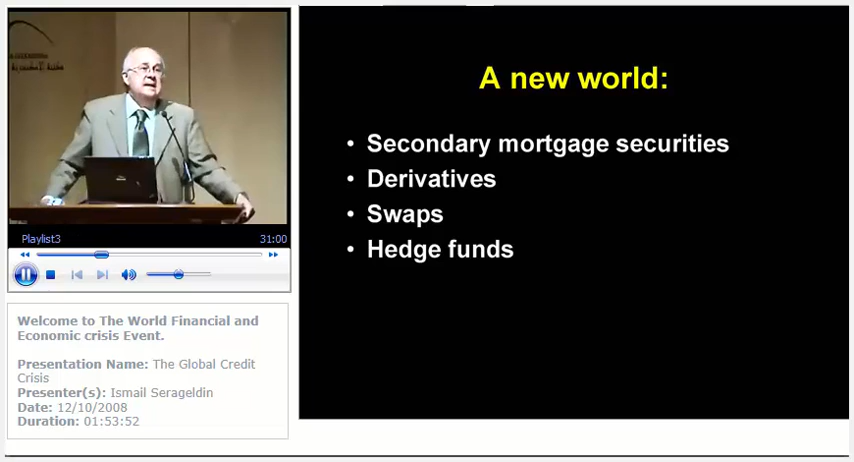 A new world:
• Secondary mortgage securities
• Derivatives
• Swaps
• Hedge funds
Playlist3 31:00
Welcome to The World Financial and
Economic crisis Event.
Presentation Name: The Global Credit
Crisis
Presenter(s): Ismail Serageldin
Date: 12/10/2008
Duration: 01:53:52